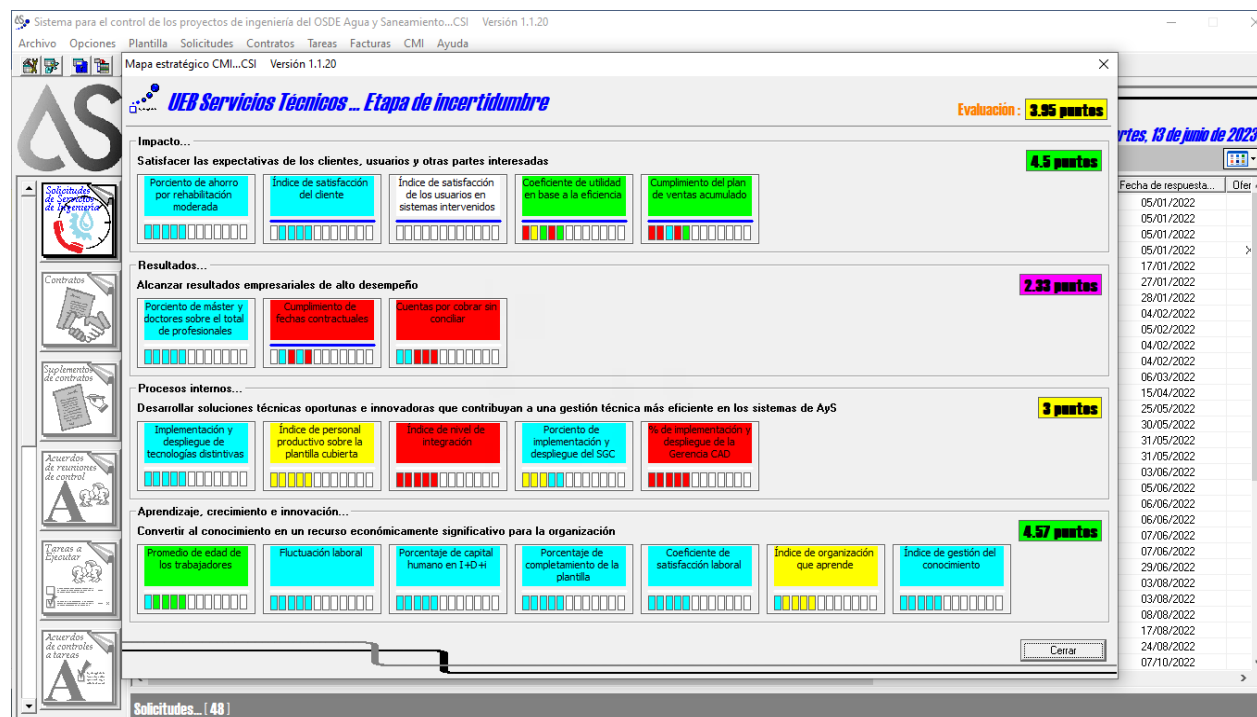 Sistema para el control de los proyectos de ingeniería del OSDE Agua y Saneamiento...CSI Versión 1.1.20
Archivo Opciones Plantilla Solicitudes Contratos Tareas Facturas CMI Ayuda
Mapa estratégico CMI...CSI Versión 1.1.20
UEB Servicios Técnicos ... Etapa de incertidumbre
Evaluación : 3.95 puntos
Impacto...
Satisfacer las expectativas de los clientes, usuarios y otras partes interesadas
4.5 puntos
Porciento de ahorro
por rehabilitación
moderada
Índice de satisfacción
del cliente
Índice de satisfacción
de los usuarios en
sistemas intervenidos
Coeficiente de utilidad
en base a la eficiencia
Cumplimiento del plan
de ventas acumulado
Resultados...
Alcanzar resultados empresariales de alto desempeño
2.33 puntos
Porciento de máster y
doctores sobre el total
de profesionales
Cumplimiento de
fechas contractuales
Cuentas por cobrar sin
conciliar
Procesos internos...
Desarrollar soluciones técnicas oportunas e innovadoras que contribuyan a una gestión técnica más eficiente en los sistemas de AyS
3 puntos
Implementación y
despliegue de
tecnologías distintivas
Índice de personal
productivo sobre la
plantilla cubierta
Índice de nivel de
integración
Porciento de
implementación y
despliegue del SGC
% de implementación y
despliegue de la
Gerencia CAD
Aprendizaje, crecimiento e innovación...
Convertir al conocimiento en un recurso económicamente significativo para la organización
4.57 puntos
Promedio de edad de
los trabajadores
Fluctuación laboral
Porcentaje de capital
humano en I+D+i
Porcentaje de
completamiento de la
plantilla
Coeficiente de
satisfacción laboral
Índice de organización
que aprende
Índice de gestión del
conocimiento
Cerrar
Solicitudes
de Servicios
de Ingeniería
Contratos
Suplementos
de contratos
Acuerdos
de reuniones
de control
Tareas a
Ejecutar
Acuerdos
de controles
a tareas
rtes, 13 de junio de 2023
Fecha de respuesta... Ofer
05/01/2022
05/01/2022
05/01/2022
05/01/2022
17/01/2022
27/01/2022
28/01/2022
04/02/2022
05/02/2022
04/02/2022
04/02/2022
06/03/2022
15/04/2022
25/05/2022
30/05/2022
31/05/2022
31/05/2022
03/06/2022
05/06/2022
06/06/2022
06/06/2022
07/06/2022
07/06/2022
29/06/2022
03/08/2022
03/08/2022
08/08/2022
17/08/2022
24/08/2022
07/10/2022
Solicitudes... [ 48 ]